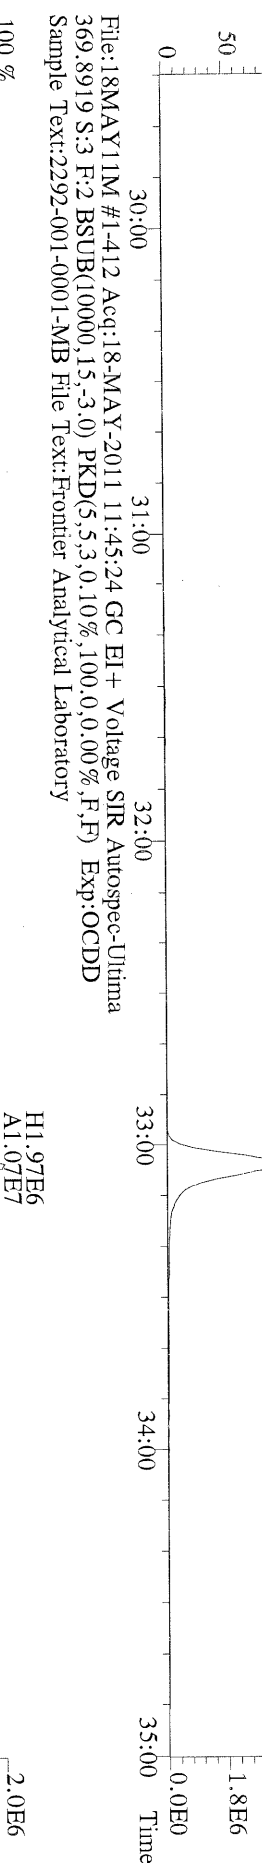 50
0
1.8E6
0.0E0
30:00 31:00 32:00 33:00 34:00 35:00 Time
File:18MAY11M #1-412 Acq:18-MAY-2011 11:45:24 GC EI+ Voltage SIR Autospec-Ultima
369.8919 S:3 F:2 BSUB(10000,15,-3.0) PKD(5,5,3,0.10%,100.0,0.00%,F,F) Exp:OCDD
Sample Text:2292-001-0001-MB File Text:Frontier Analytical Laboratory
H1.97E6
A1.07E7
100 %
2.0E6